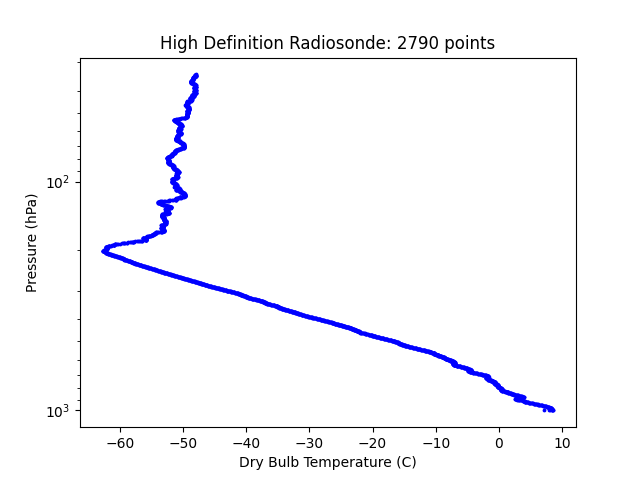 High Definition Radiosonde: 2790 points
Pressure (hPa)
10²
10³
−60 −50 −40 −30 −20 −10 0 10
Dry Bulb Temperature (C)